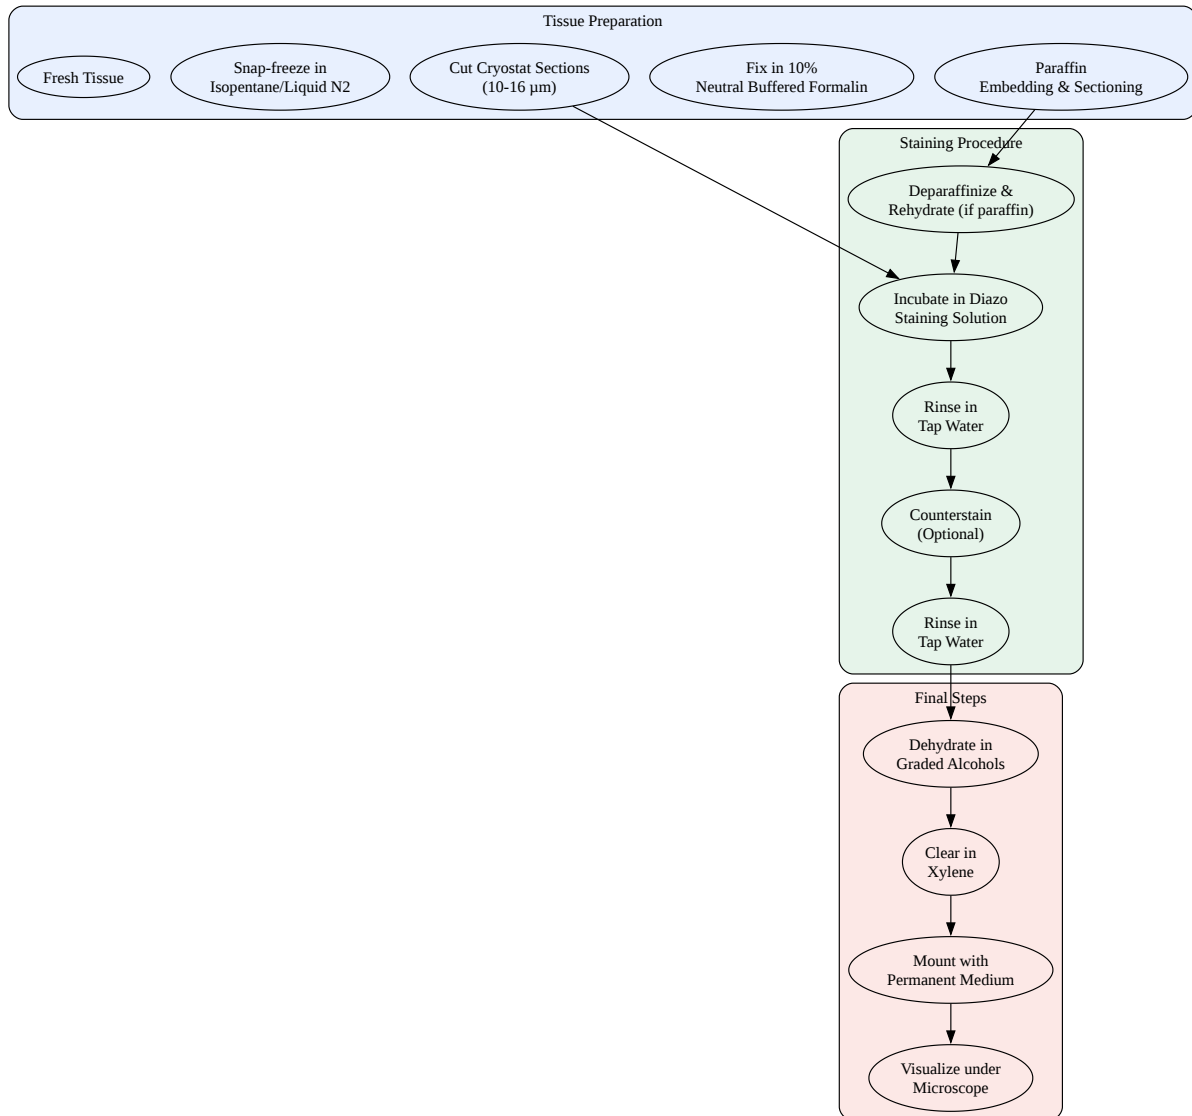 Tissue Preparation
Fresh Tissue
Snap-freeze in
Isopentane/Liquid N2
Cut Cryostat Sections
(10-16 µm)
Fix in 10%
Neutral Buffered Formalin
Paraffin
Embedding & Sectioning
Staining Procedure
Deparaffinize &
Rehydrate (if paraffin)
Incubate in Diazo
Staining Solution
Rinse in
Tap Water
Counterstain
(Optional)
Rinse in
Tap Water
Final Steps
Dehydrate in
Graded Alcohols
Clear in
Xylene
Mount with
Permanent Medium
Visualize under
Microscope